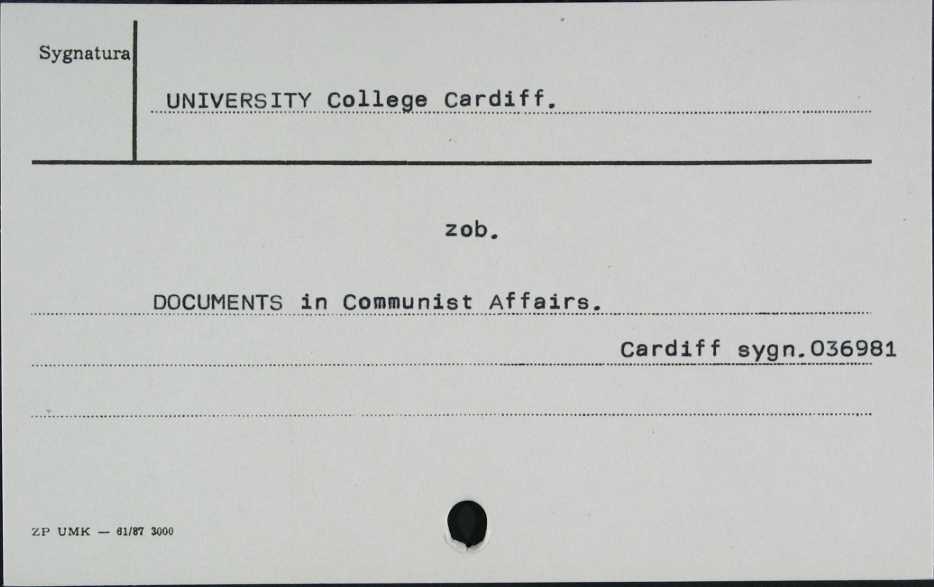 Sygnatura
UNIVERSITY College Cardiff.
zob.
DOCUMENTS in Communist Affairs.
Cardiff sygn.036981
ZP UMK — 61/87 3000